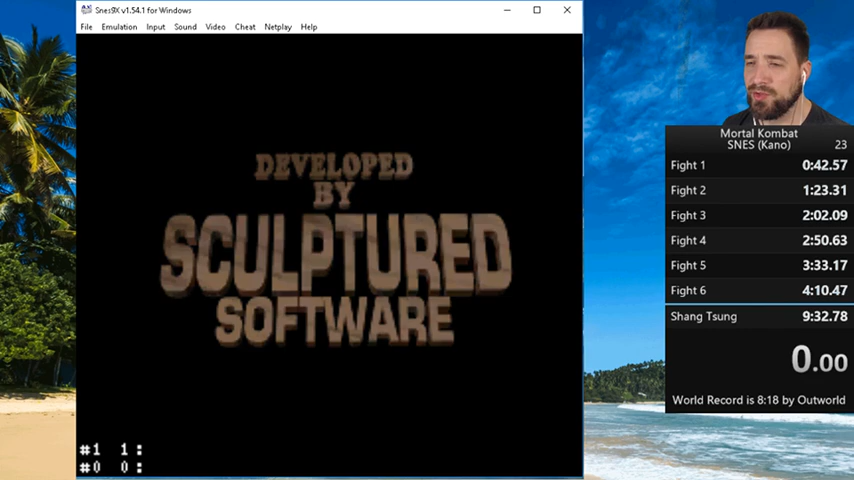 Snes9X v1.54.1 for Windows
File Emulation Input Sound Video Cheat Netplay Help
DEVELOPED
BY
SCULPTURED
SOFTWARE
#1 1:
#0 0:
Mortal Kombat
SNES (Kano) 23
Fight 1 0:42.57
Fight 2 1:23.31
Fight 3 2:02.09
Fight 4 2:50.63
Fight 5 3:33.17
Fight 6 4:10.47
Shang Tsung 9:32.78
0.00
World Record is 8:18 by Outworld